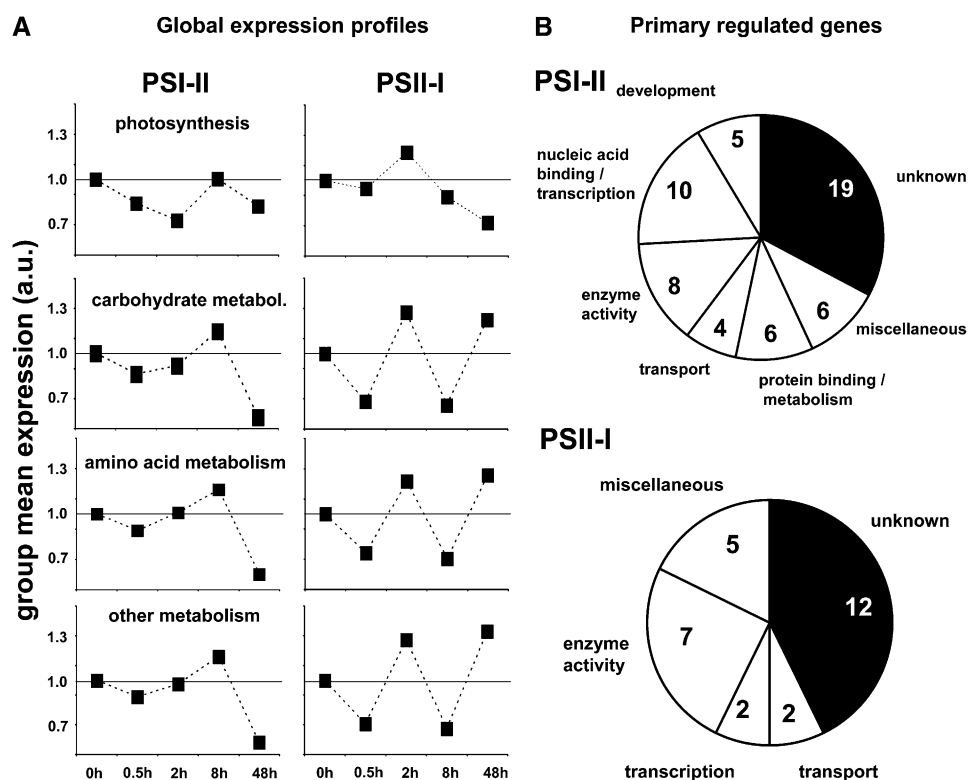 A
Global expression profiles
PSI-II
PSII-I
group mean expression (a.u.)
photosynthesis
1.3
1.0
0.7
carbohydrate metabol.
1.3
1.0
0.7
amino acid metabolism
1.3
1.0
0.7
other metabolism
1.3
1.0
0.7
0h 0.5h 2h 8h 48h
0h 0.5h 2h 8h 48h
B
Primary regulated genes
PSI-II
development
5
nucleic acid
binding /
transcription
10
19
unknown
enzyme
activity
8
4
6
6
miscellaneous
transport
protein binding /
metabolism
PSII-I
miscellaneous
5
unknown
12
enzyme
activity
7
2
2
transcription
transport